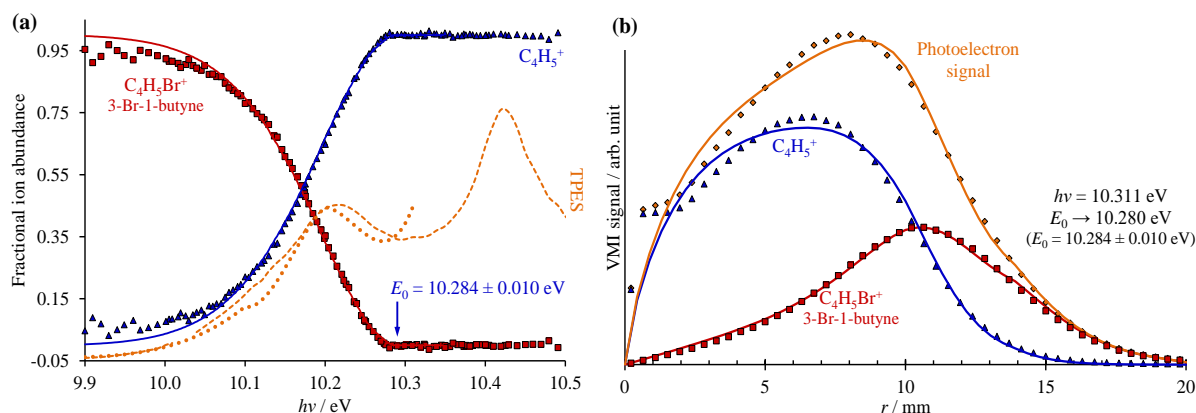 (a)
0.95
0.75
0.55
0.35
0.15
-0.05
Fractional ion abundance
C₄H₅Br⁺
3-Br-1-butyne
C₄H₅⁺
TPES
E₀ = 10.284 ± 0.010 eV
9.9 10.0 10.1 10.2 10.3 10.4 10.5
hν / eV
(b)
VMI signal / arb. unit
Photoelectron
signal
C₄H₅⁺
hν = 10.311 eV
E₀ → 10.280 eV
(E₀ = 10.284 ± 0.010 eV)
C₄H₅Br⁺
3-Br-1-butyne
0 5 10 15 20
r / mm